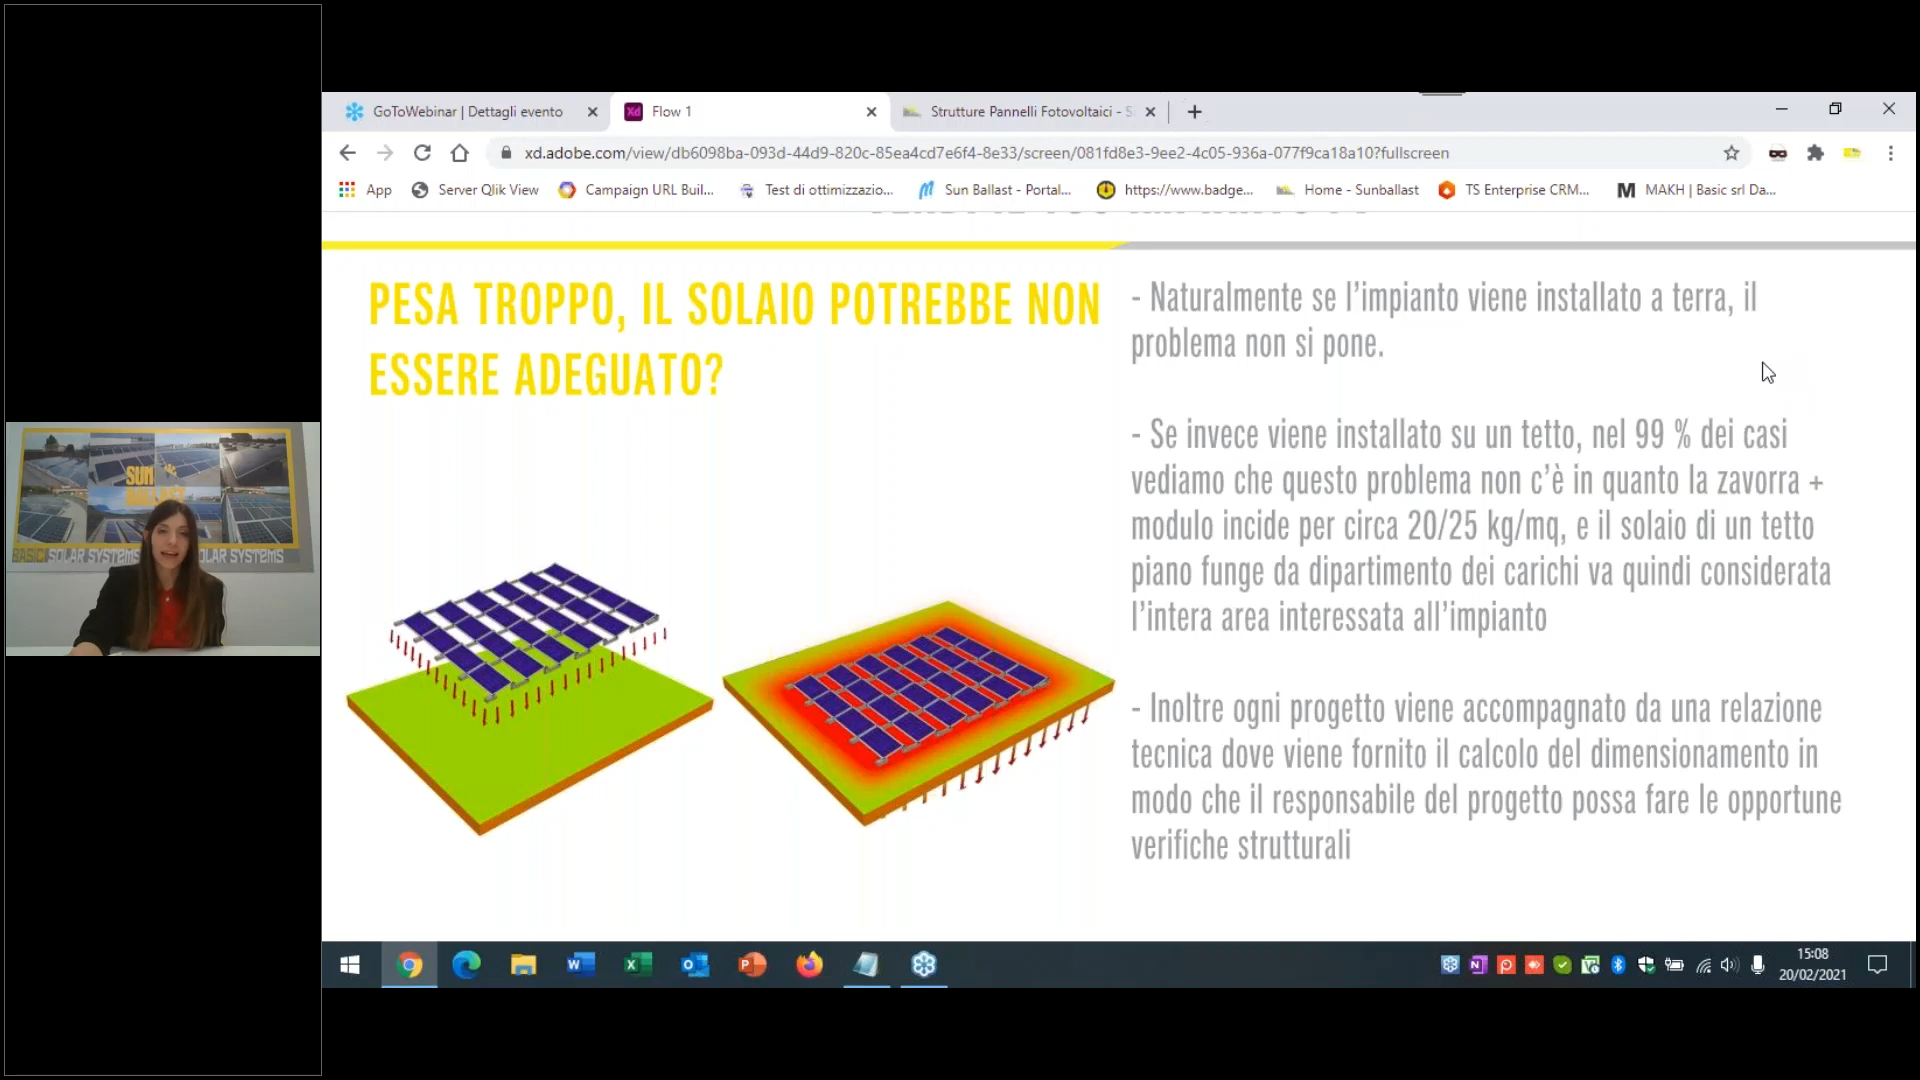 GoToWebinar | Dettagli evento
Flow 1
Strutture Pannelli Fotovoltaici - S
xd.adobe.com/view/db6098ba-093d-44d9-820c-85ea4cd7e6f4-8e33/screen/081fd8e3-9ee2-4c05-936a-077f9ca18a10?fullscreen
App
Server Qlik View
Campaign URL Buil...
Test di ottimizzazio...
Sun Ballast - Portal...
https://www.badge...
Home - Sunballast
TS Enterprise CRM...
MAKH | Basic srl Da...
PESA TROPPO, IL SOLAIO POTREBBE NON
ESSERE ADEGUATO?
- Naturalmente se l'impianto viene installato a terra, il
problema non si pone.
- Se invece viene installato su un tetto, nel 99 % dei casi
vediamo che questo problema non c'è in quanto la zavorra +
modulo incide per circa 20/25 kg/mq, e il solaio di un tetto
piano funge da dipartimento dei carichi va quindi considerata
l'intera area interessata all'impianto
- Inoltre ogni progetto viene accompagnato da una relazione
tecnica dove viene fornito il calcolo del dimensionamento in
modo che il responsabile del progetto possa fare le opportune
verifiche strutturali
SUN
BALLAST
BASIC SOLAR SYSTEMS
OLAR SYSTEMS
15:08
20/02/2021